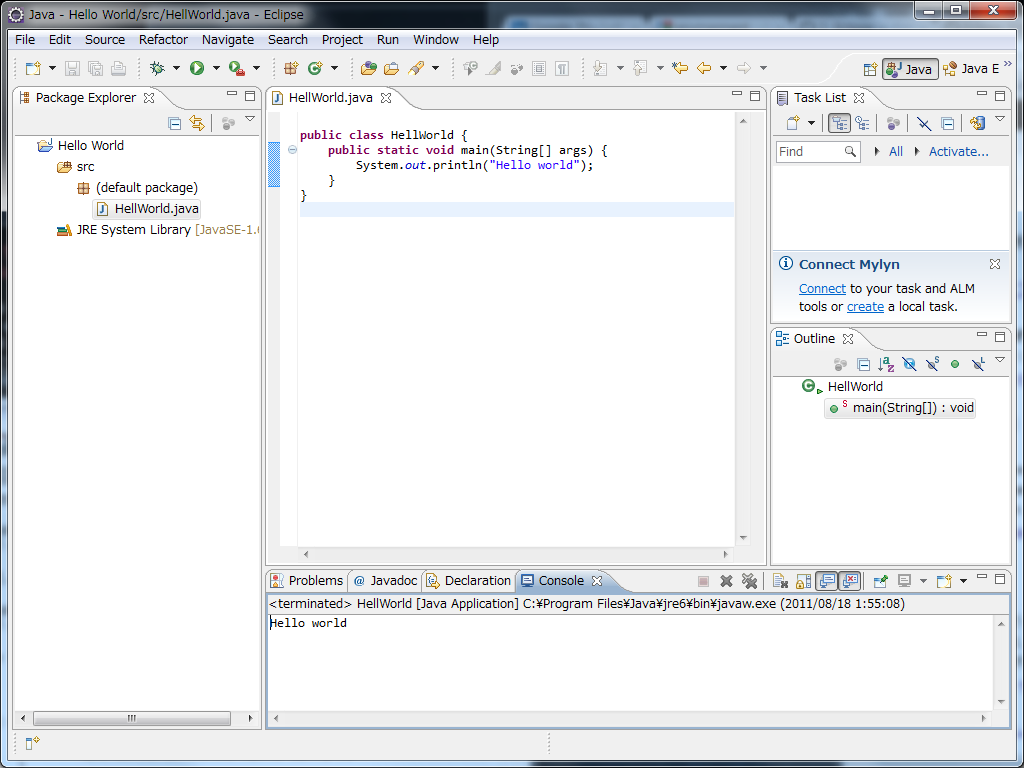 Java - Hello World/src/HellWorld.java - Eclipse
File Edit Source Refactor Navigate Search Project Run Window Help
Java
Java E
Package Explorer
Hello World
src
(default package)
HellWorld.java
JRE System Library [JavaSE-1.
HellWorld.java
public class HellWorld {
public static void main(String[] args) {
System.out.println("Hello world");
}
}
Task List
Find
All
Activate...
Connect Mylyn
Connect to your task and ALM
tools or create a local task.
Outline
HellWorld
main(String[]) : void
Problems @ Javadoc Declaration Console
<terminated> HellWorld [Java Application] C:¥Program Files¥Java¥jre6¥bin¥javaw.exe (2011/08/18 1:55:08)
Hello world